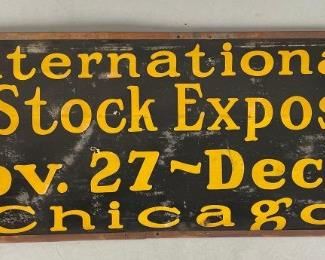 nternationa
Stock Expos
ov. 27~Dec.
Chicago